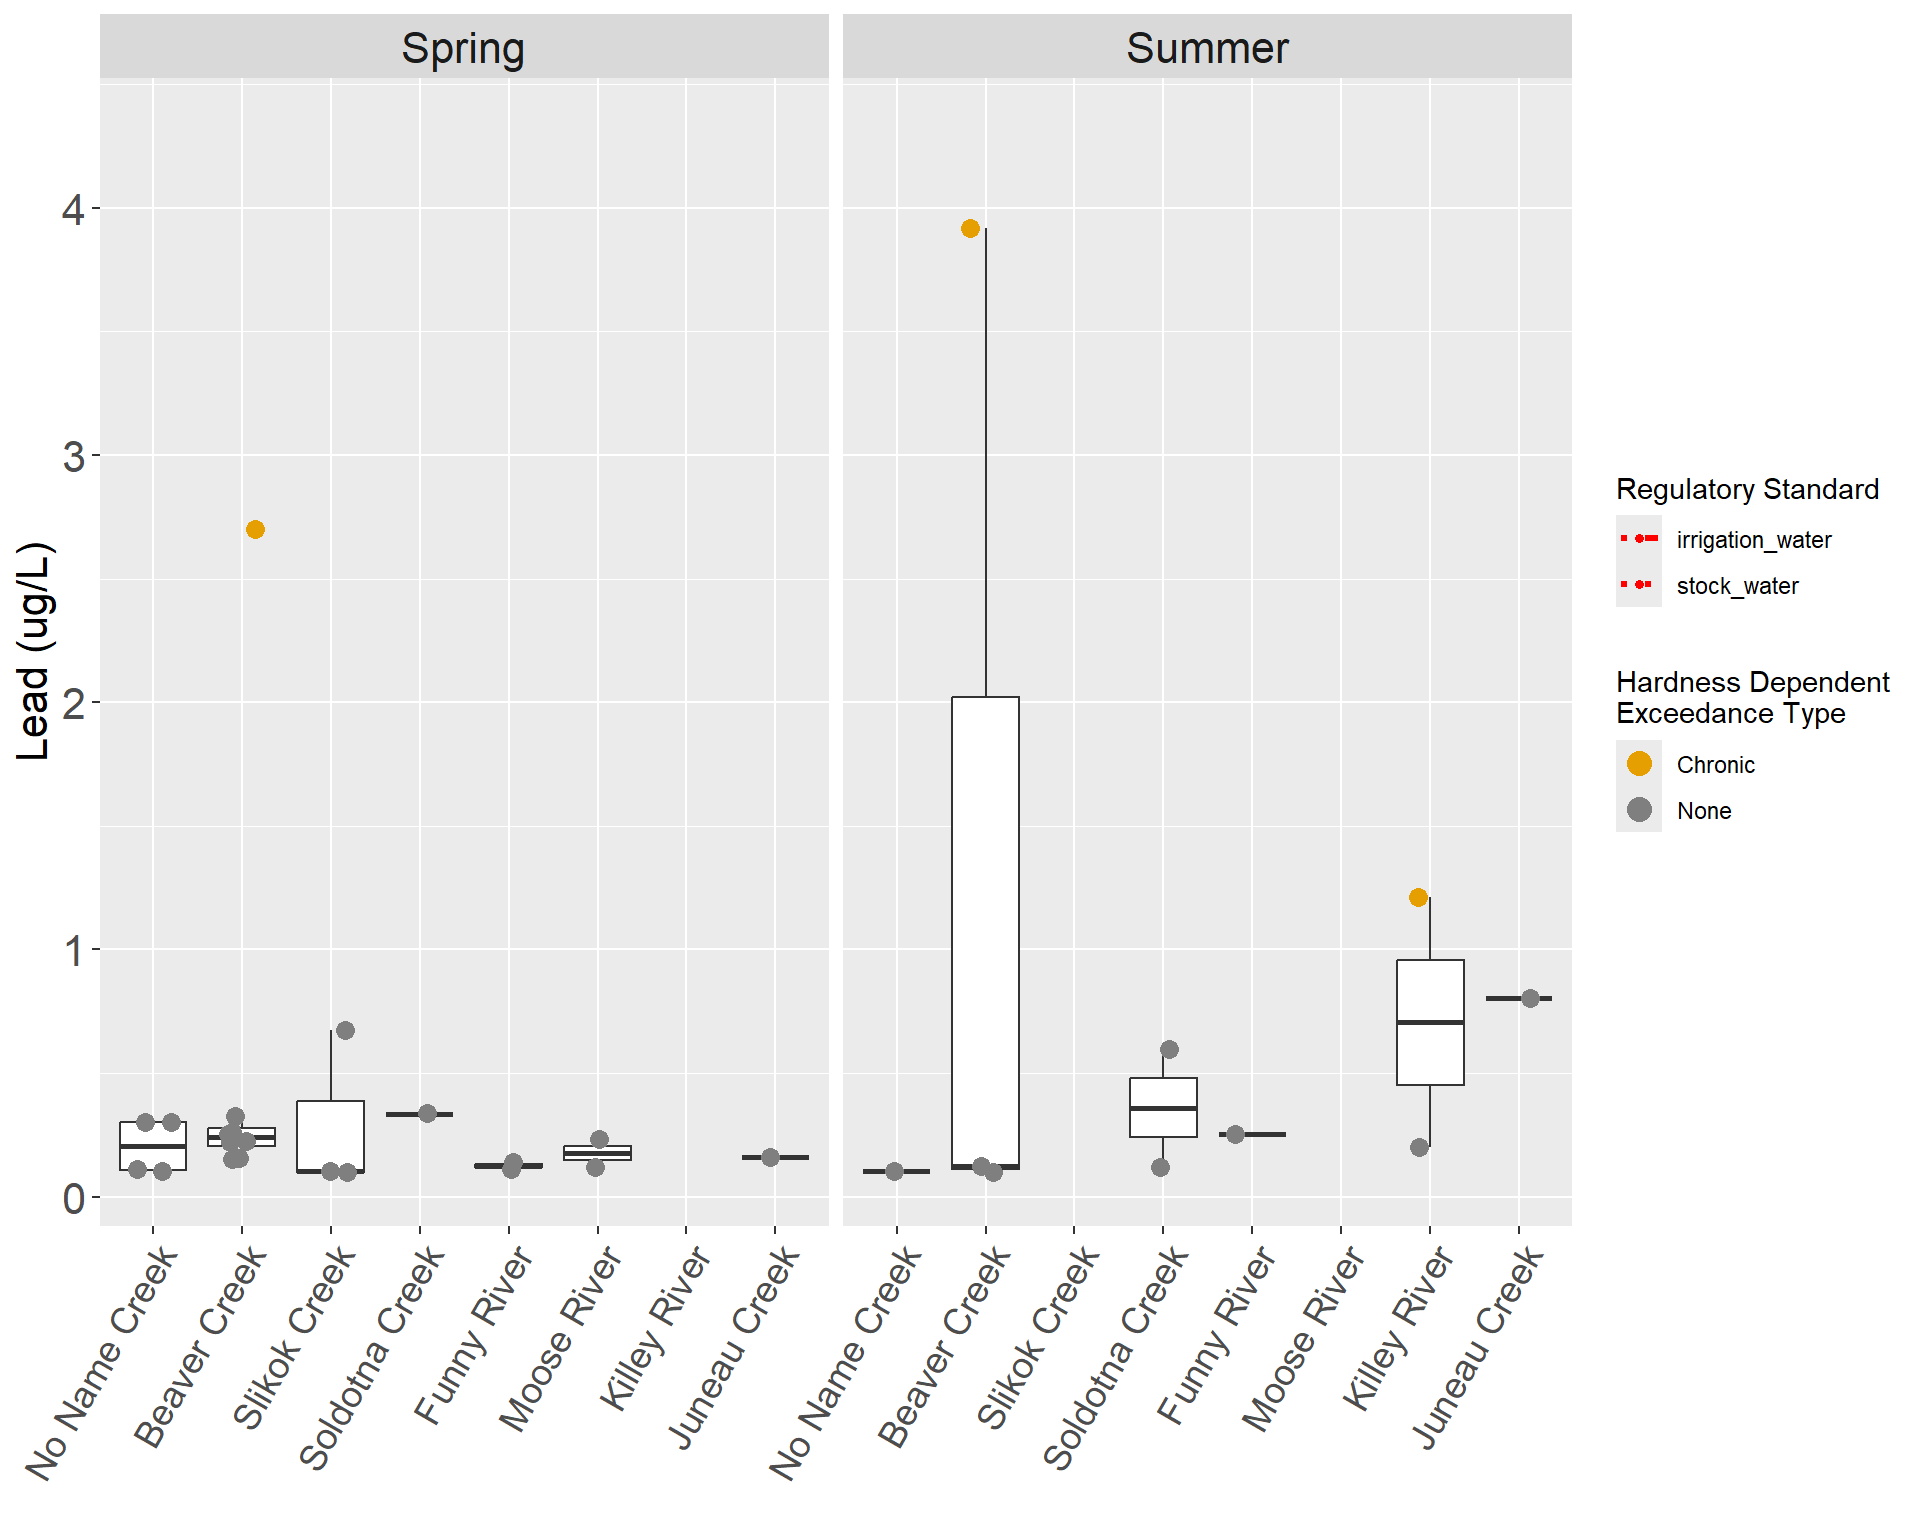 Spring
Summer
Lead (ug/L)
4
3
2
1
0
No Name Creek
Beaver Creek
Slikok Creek
Soldotna Creek
Funny River
Moose River
Killey River
Juneau Creek
No Name Creek
Beaver Creek
Slikok Creek
Soldotna Creek
Funny River
Moose River
Killey River
Juneau Creek
Regulatory Standard
irrigation_water
stock_water
Hardness Dependent
Exceedance Type
Chronic
None